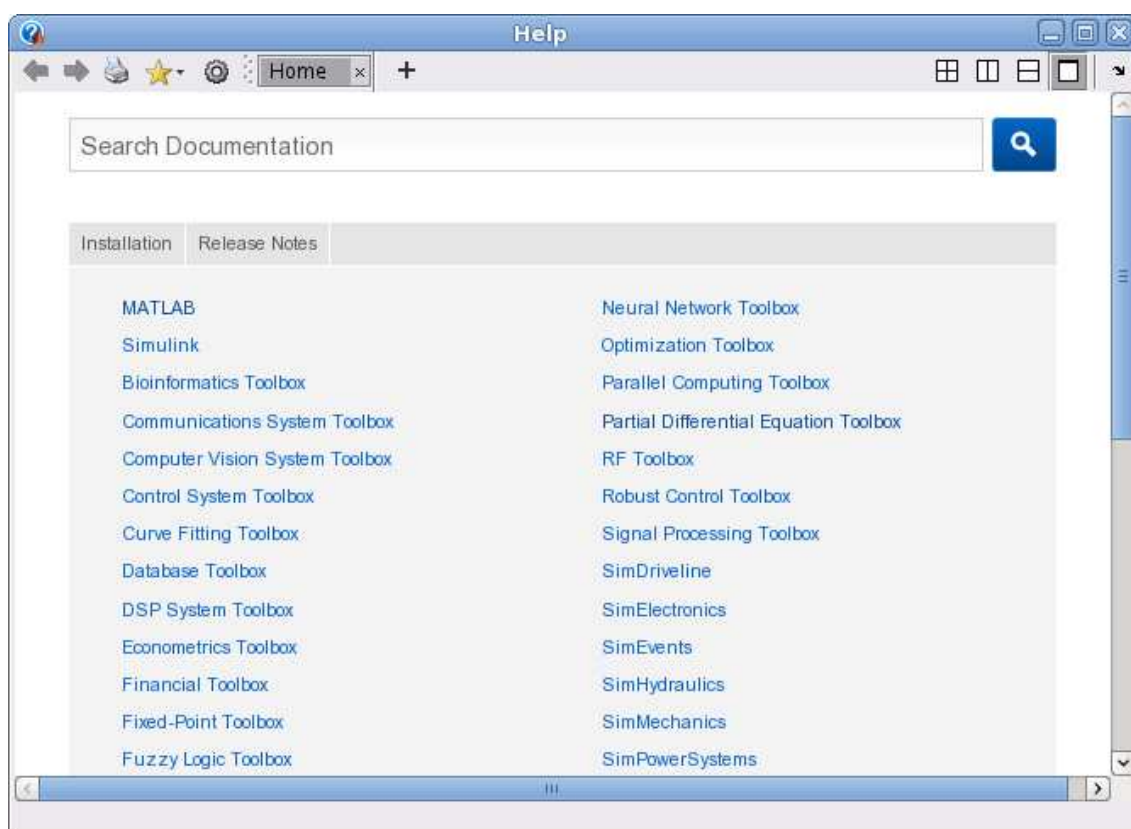 Help
Home
Search Documentation
Installation Release Notes
MATLAB
Simulink
Bioinformatics Toolbox
Communications System Toolbox
Computer Vision System Toolbox
Control System Toolbox
Curve Fitting Toolbox
Database Toolbox
DSP System Toolbox
Econometrics Toolbox
Financial Toolbox
Fixed-Point Toolbox
Fuzzy Logic Toolbox
Neural Network Toolbox
Optimization Toolbox
Parallel Computing Toolbox
Partial Differential Equation Toolbox
RF Toolbox
Robust Control Toolbox
Signal Processing Toolbox
SimDriveline
SimElectronics
SimEvents
SimHydraulics
SimMechanics
SimPowerSystems